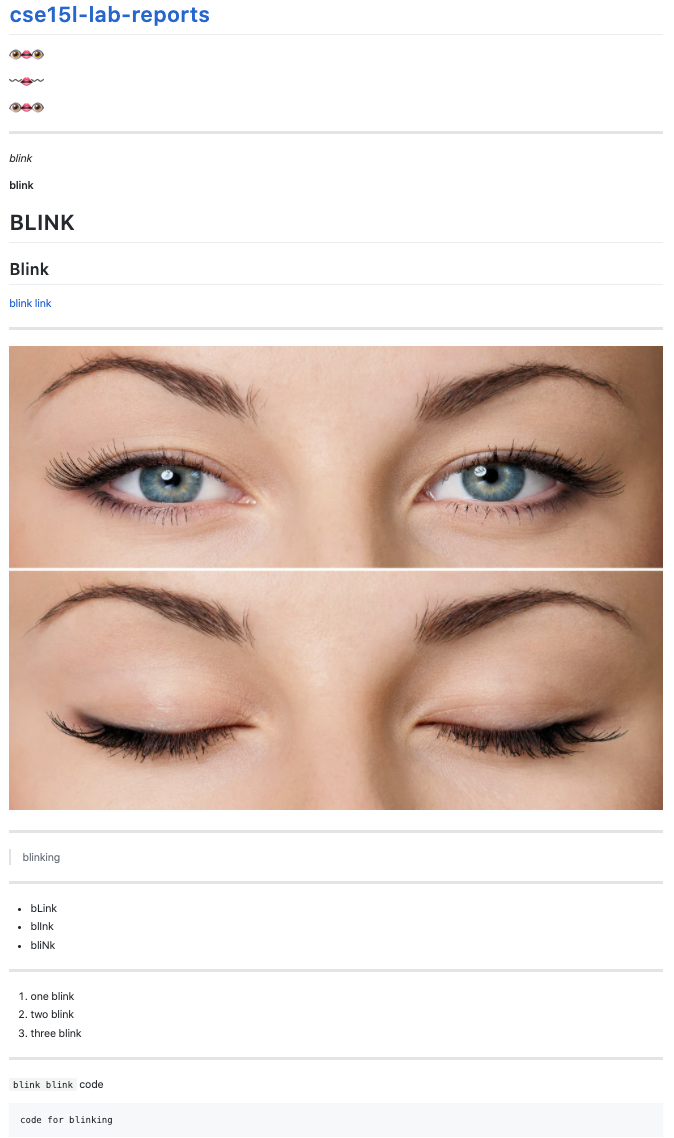 cse15l-lab-reports
👁👄👁
〰👄〰
👁👄👁
blink
blink
BLINK
Blink
blink link
blinking
bLink
blInk
bliNk
1. one blink
2. two blink
3. three blink
blink blink code
code for blinking